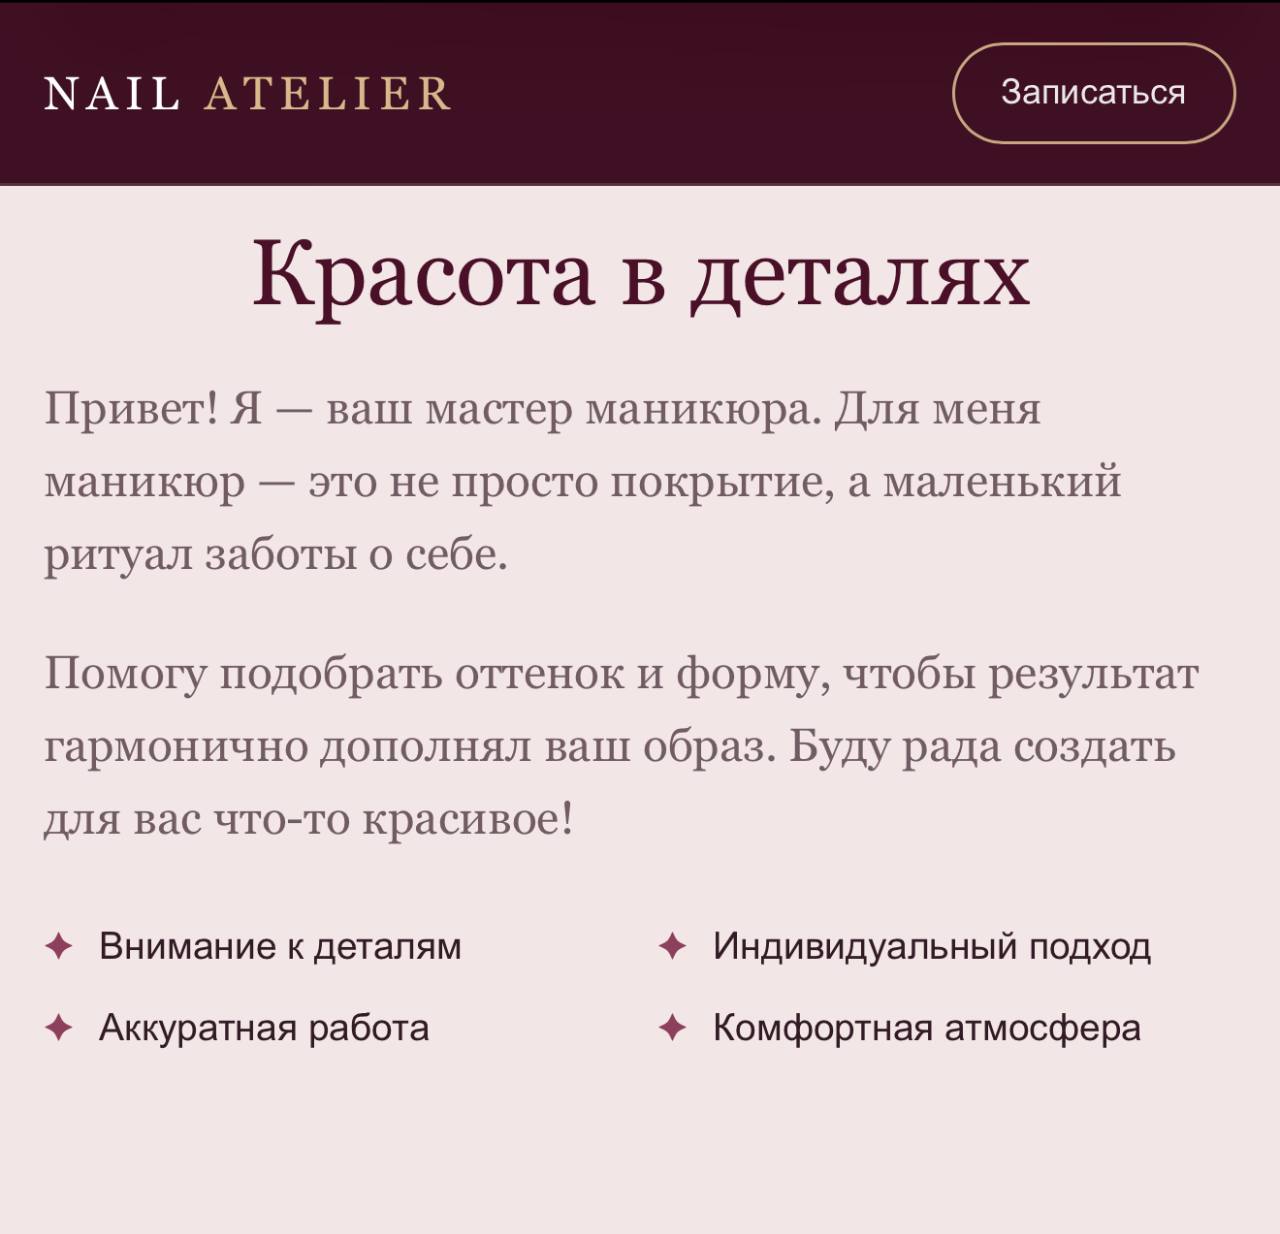 NAIL ATELIER
Записаться
Красота в деталях
Привет! Я — ваш мастер маникюра. Для меня
маникюр — это не просто покрытие, а маленький
ритуал заботы о себе.
Помогу подобрать оттенок и форму, чтобы результат
гармонично дополнял ваш образ. Буду рада создать
для вас что-то красивое!
Внимание к деталям
Индивидуальный подход
Аккуратная работа
Комфортная атмосфера